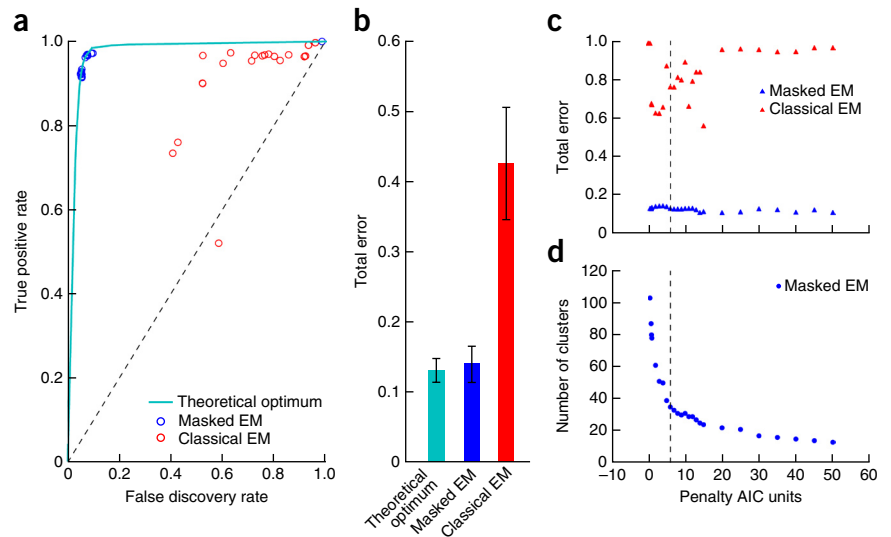 a
1.0
0.8
0.6
0.4
0.2
0
True positive rate
Theoretical optimum
Masked EM
Classical EM
0
0.2
0.4
0.6
0.8
1.0
False discovery rate
b
0.6
0.5
0.4
0.3
0.2
0.1
0
Total error
Theoretical
optimum
Masked EM
Classical EM
c
1.0
0.8
0.6
0.4
0.2
0
Total error
Masked EM
Classical EM
d
120
100
80
60
40
20
0
Number of clusters
Masked EM
–10
0
10
20
30
40
50
60
Penalty AIC units